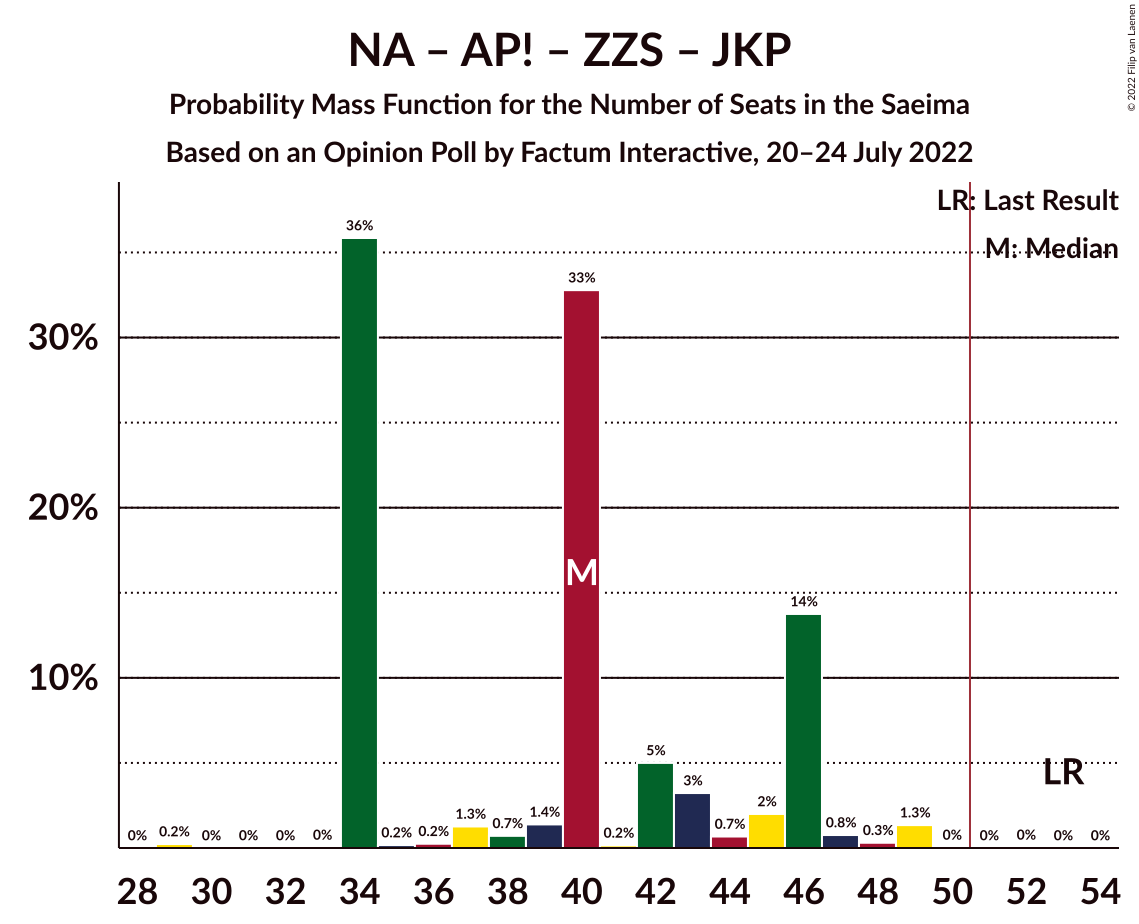 NA – AP! – ZZS – JKP
Probability Mass Function for the Number of Seats in the Saeima
Based on an Opinion Poll by Factum Interactive, 20–24 July 2022
© 2022 Filip van Laenen
LR: Last Result
M: Median
30%
20%
10%
0% 0.2% 0% 0% 0% 0% 36% 0.2% 0.2% 1.3% 0.7% 1.4% 33% 0.2% 5% 3% 0.7% 2% 14% 0.8% 0.3% 1.3% 0% 0% 0% 0% 0%
M
LR
28 30 32 34 36 38 40 42 44 46 48 50 52 54